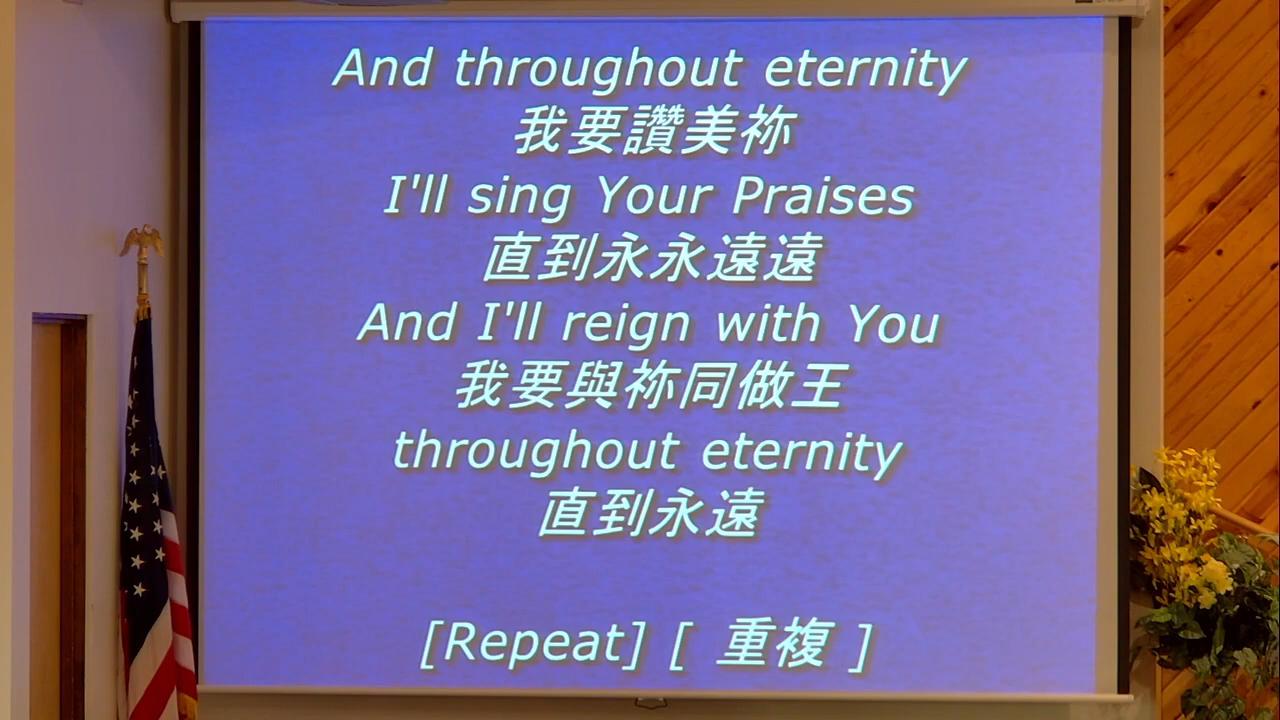 And throughout eternity
我要讚美祢
I'll sing Your Praises
直到永永遠遠
And I'll reign with You
我要與祢同做王
throughout eternity
直到永遠
[Repeat] [ 重複 ]